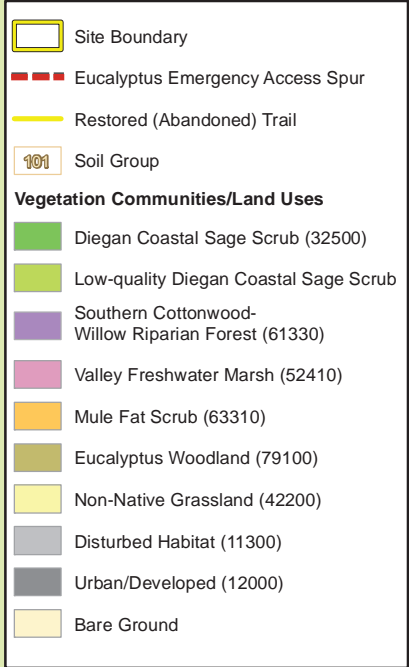 Site Boundary
Eucalyptus Emergency Access Spur
Restored (Abandoned) Trail
101 Soil Group
Vegetation Communities/Land Uses
Diegan Coastal Sage Scrub (32500)
Low-quality Diegan Coastal Sage Scrub
Southern Cottonwood-
Willow Riparian Forest (61330)
Valley Freshwater Marsh (52410)
Mule Fat Scrub (63310)
Eucalyptus Woodland (79100)
Non-Native Grassland (42200)
Disturbed Habitat (11300)
Urban/Developed (12000)
Bare Ground